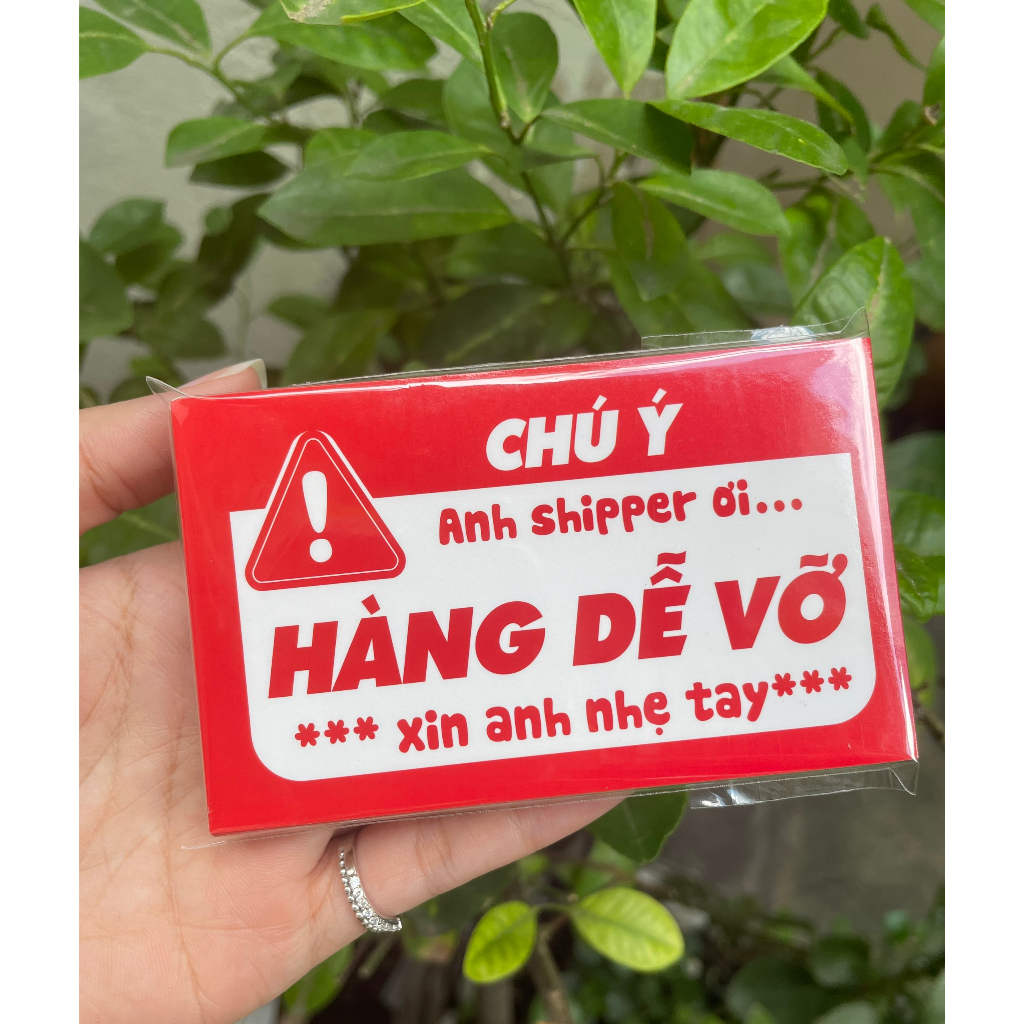 CHÚ Ý
Anh shipper ơi...
HÀNG DỄ VỠ
*** xin anh nhẹ tay***